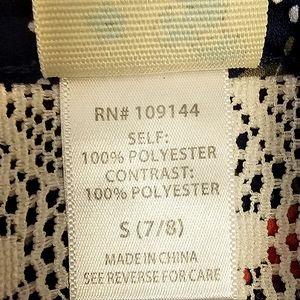 RN# 109144
SELF:
100% POLYESTER
CONTRAST:
100% POLYESTER
S (7/8)
MADE IN CHINA
SEE REVERSE FOR CARE